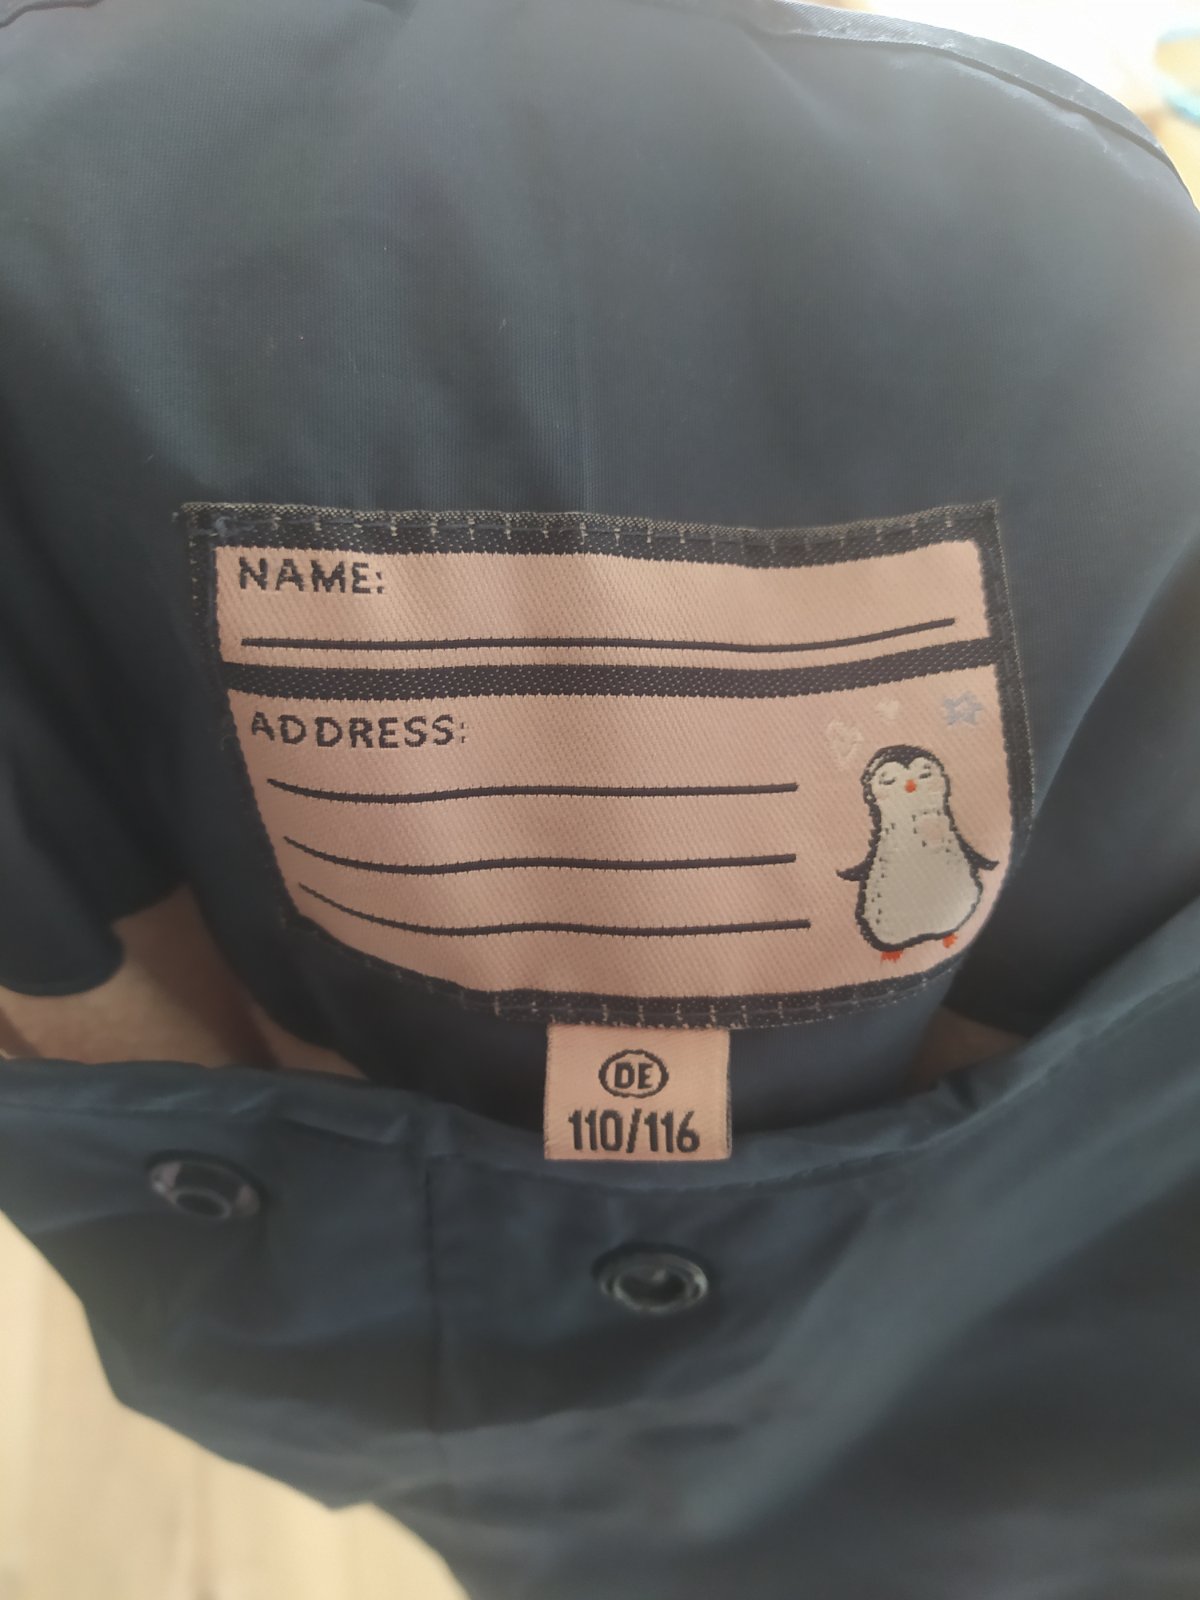 NAME:
ADDRESS:
DE
110/116